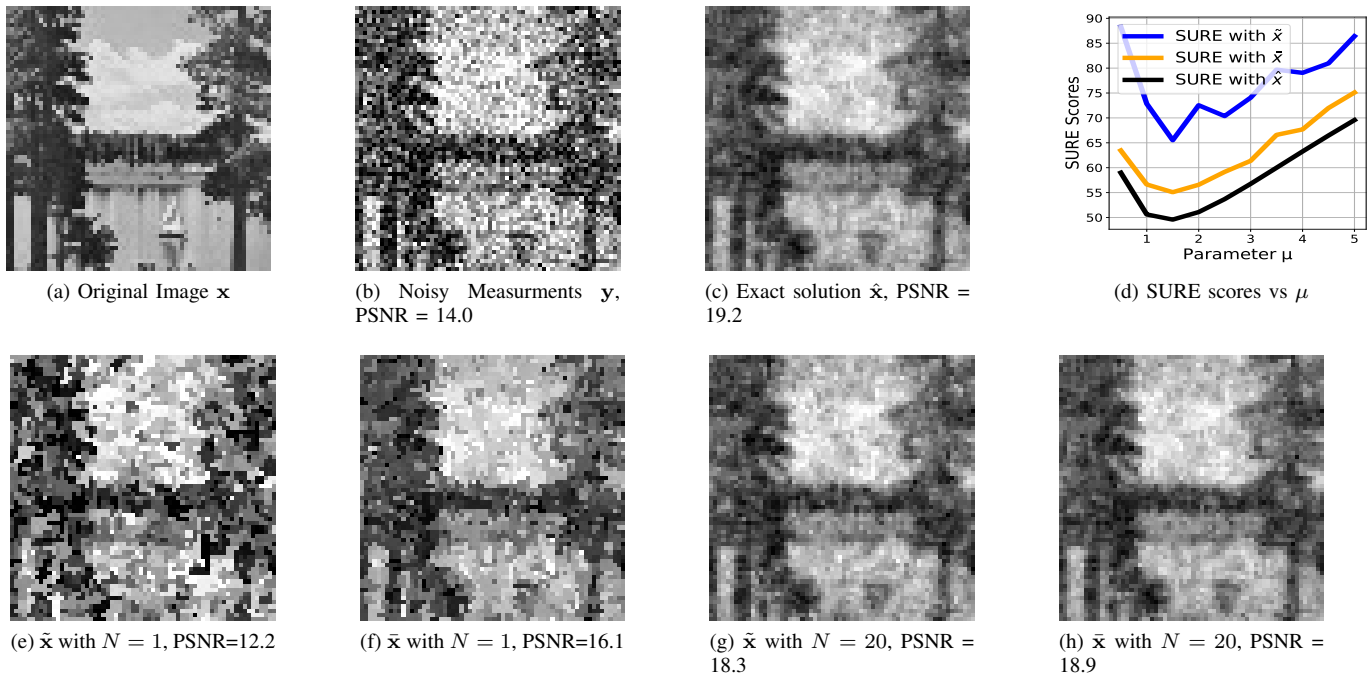 90
85
80
75
70
65
60
55
50
SURE Scores
SURE with x̃
SURE with x̄
SURE with x̂
1 2 3 4 5
Parameter μ
(a) Original Image x
(b) Noisy Measurments y,
PSNR = 14.0
(c) Exact solution x̂, PSNR =
19.2
(d) SURE scores vs μ
(e) x̃ with N = 1, PSNR=12.2
(f) x̄ with N = 1, PSNR=16.1
(g) x̃ with N = 20, PSNR =
18.3
(h) x̄ with N = 20, PSNR =
18.9